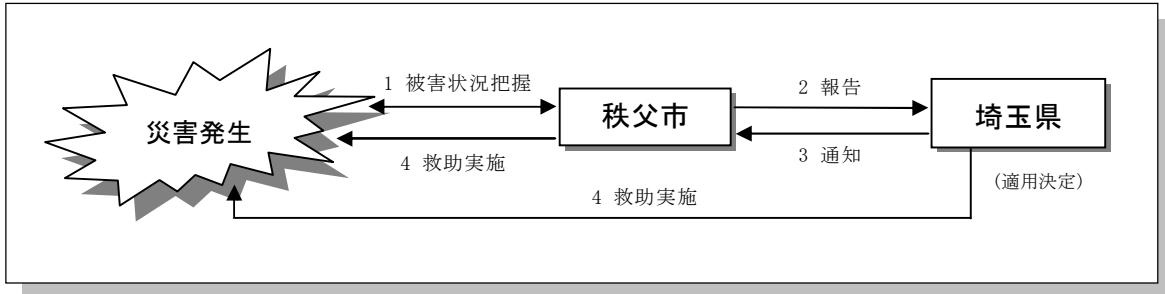 1 被害状況把握
2 報告
災害発生
秩父市
埼玉県
3 通知
4 救助実施
(適用決定)
4 救助実施